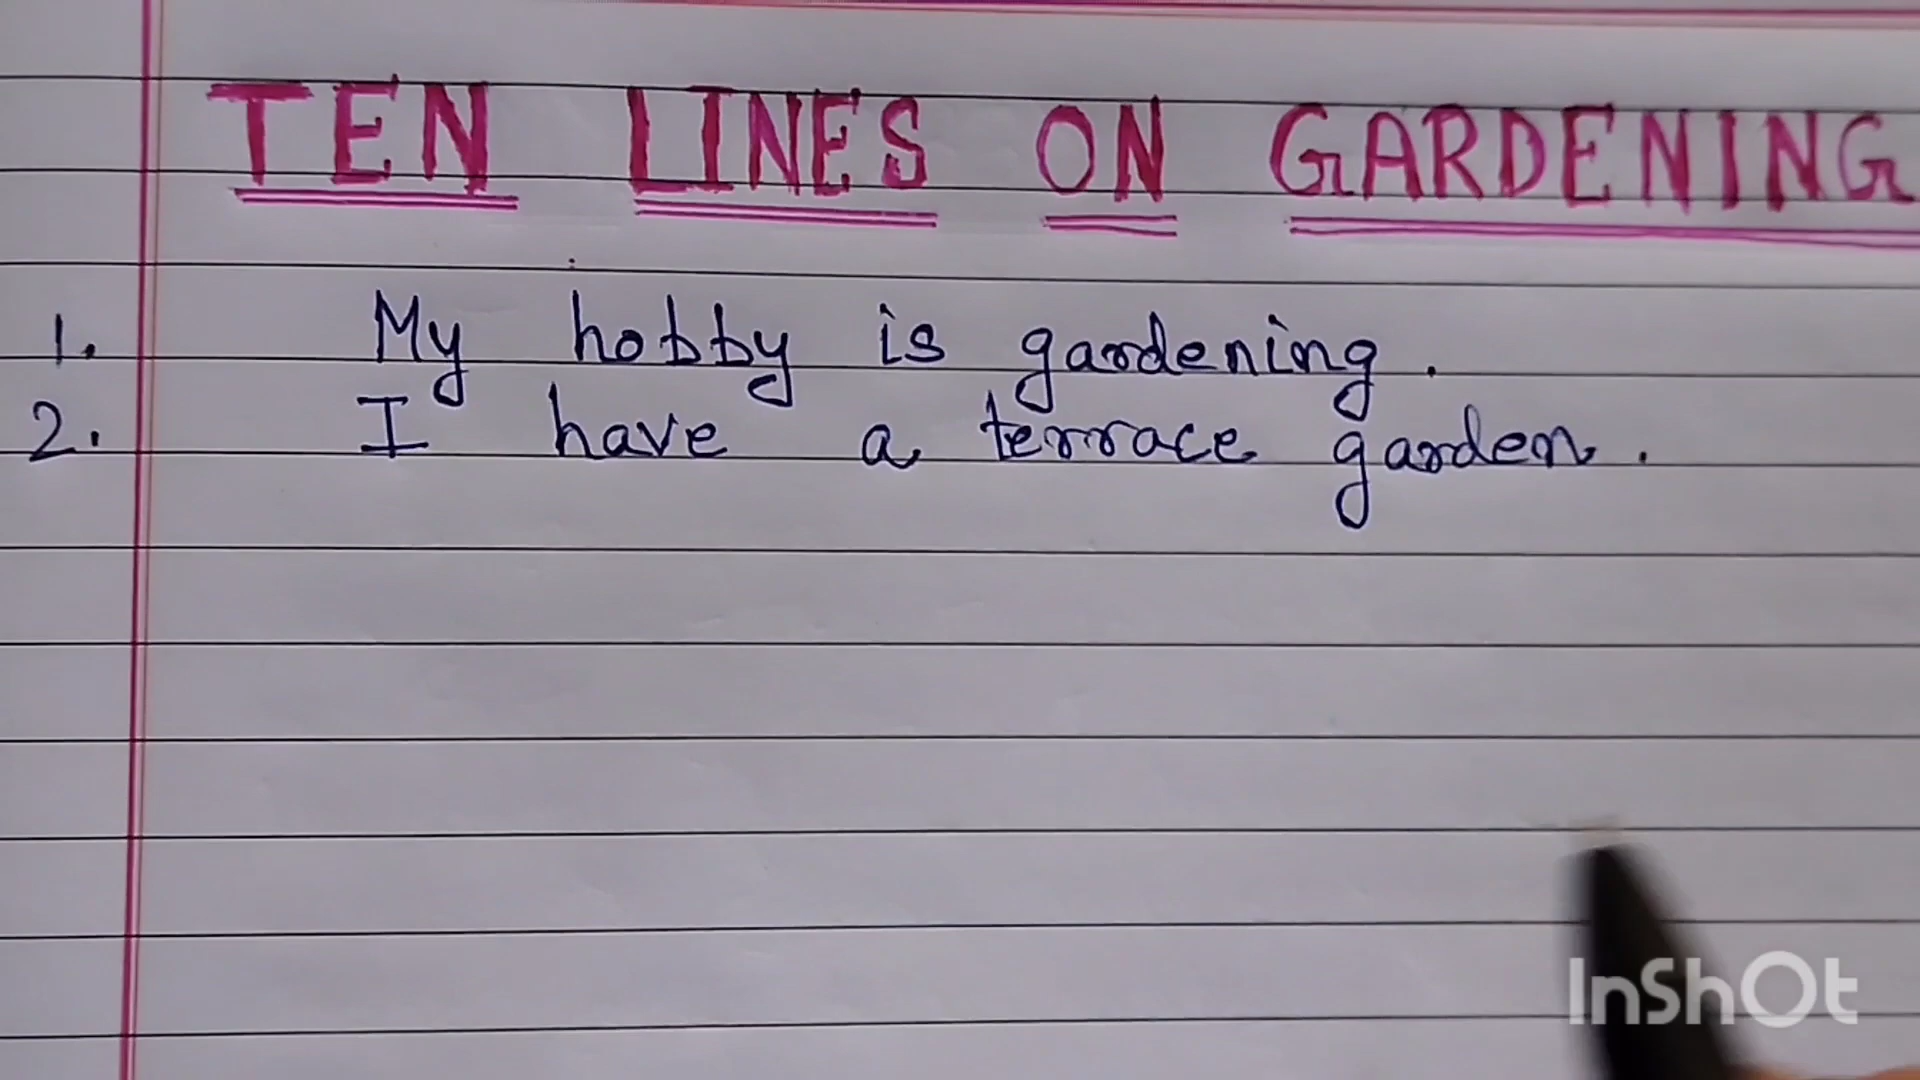 TEN LINES ON GARDENING
1. My hobby is gardening.
2. I have a terrace garden.
InShOt